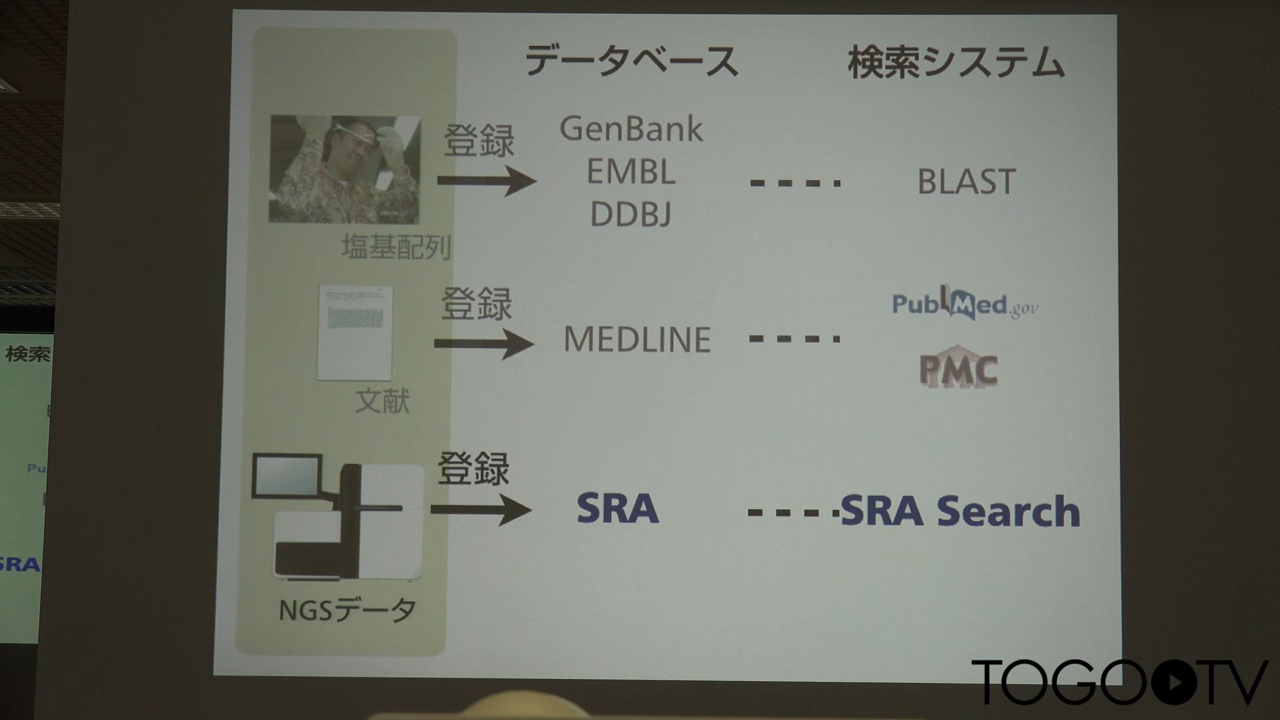 データベース
検索システム
登録
GenBank
EMBL
DDBJ
BLAST
塩基配列
登録
MEDLINE
PubMed.gov
PMC
文献
登録
SRA
SRA Search
NGSデータ
検索
Pu
SRA
TOGOTV